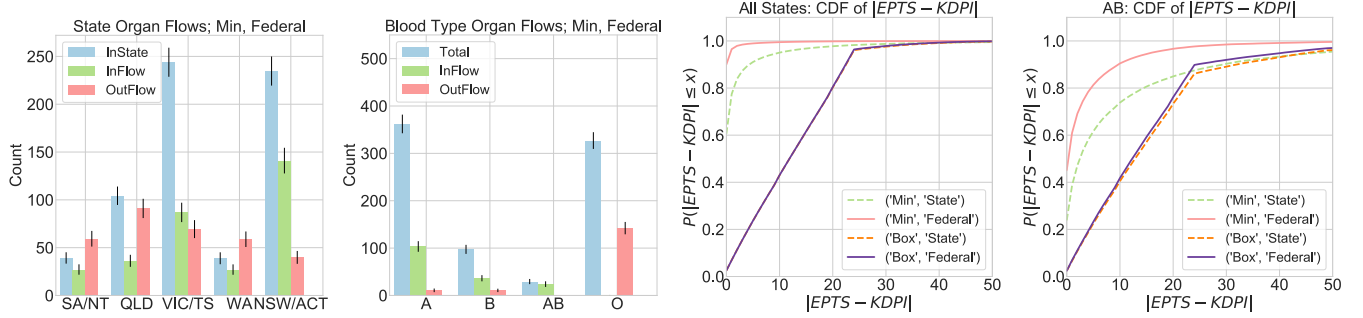 State Organ Flows; Min, Federal
InState
InFlow
OutFlow
Count
250
200
150
100
50
0
SA/NT QLD VIC/TS WANSW/ACT
Blood Type Organ Flows; Min, Federal
Total
InFlow
OutFlow
Count
500
400
300
200
100
0
A B AB O
All States: CDF of |EPTS − KDPI|
P(|EPTS − KDPI| ≤ x)
1.0
0.8
0.6
0.4
0.2
0.0
('Min', 'State')
('Min', 'Federal')
('Box', 'State')
('Box', 'Federal')
0 10 20 30 40 50
|EPTS − KDPI|
AB: CDF of |EPTS − KDPI|
P(|EPTS − KDPI| ≤ x)
1.0
0.8
0.6
0.4
0.2
0.0
('Min', 'State')
('Min', 'Federal')
('Box', 'State')
('Box', 'Federal')
0 10 20 30 40 50
|EPTS − KDPI|